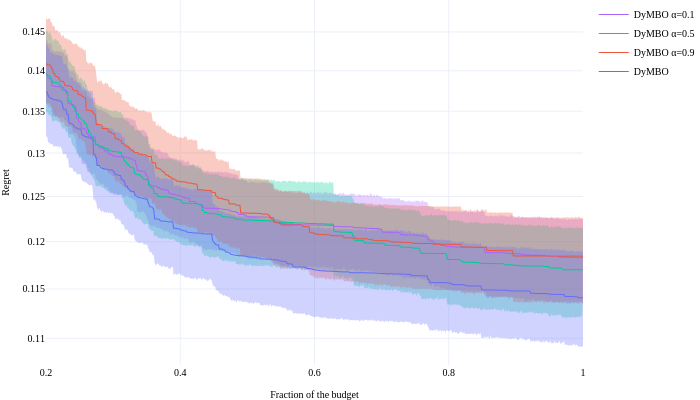 DyMBO α=0.1
DyMBO α=0.5
DyMBO α=0.9
DyMBO
0.145
0.14
0.135
0.13
0.125
0.12
0.115
0.11
Regret
0.2
0.4
0.6
0.8
1
Fraction of the budget